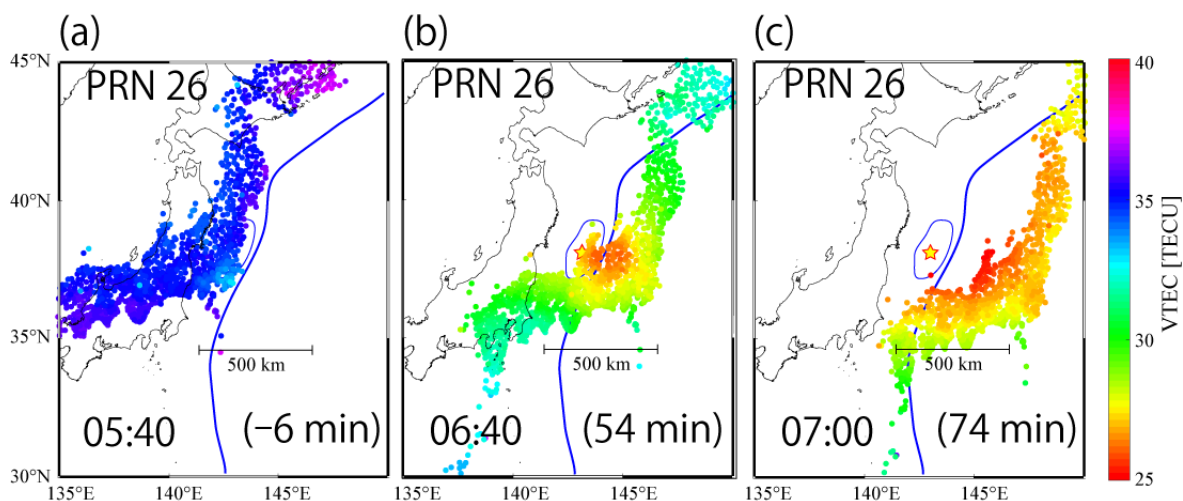 (a)
(b)
(c)
45°N
40°N
35°N
30°N
PRN 26
PRN 26
PRN 26
500 km
500 km
500 km
05:40
(−6 min)
06:40
(54 min)
07:00
(74 min)
135°E
140°E
145°E
135°E
140°E
145°E
135°E
140°E
145°E
40
35
30
25
VTEC [TECU]